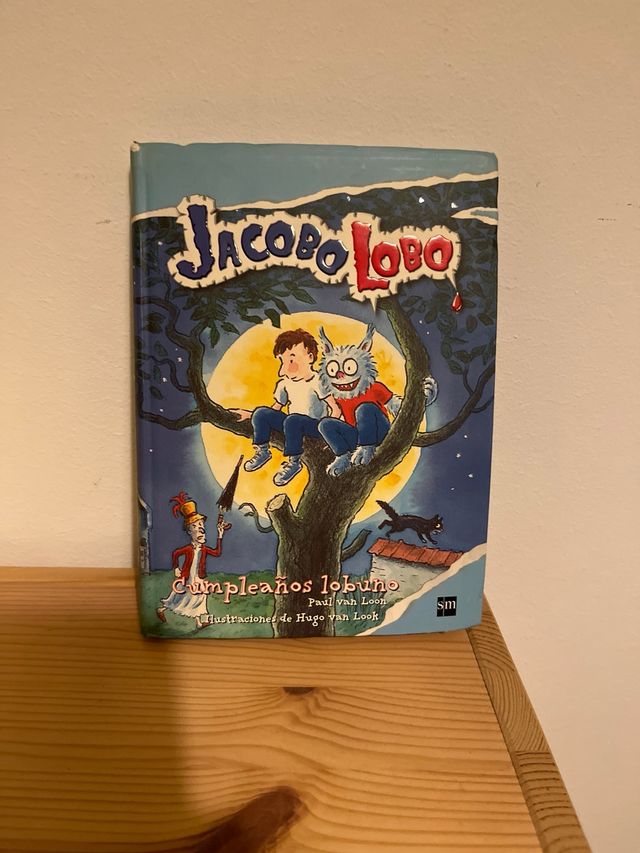 JACOBO LOBO
Cumpleaños lobuno
Paul van Loon
Ilustraciones de Hugo van Look
sm